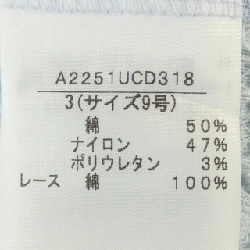 A2251UCD318
3(サイズ9号)
綿 50%
ナイロン 47%
ポリウレタン 3%
レース 綿 100%